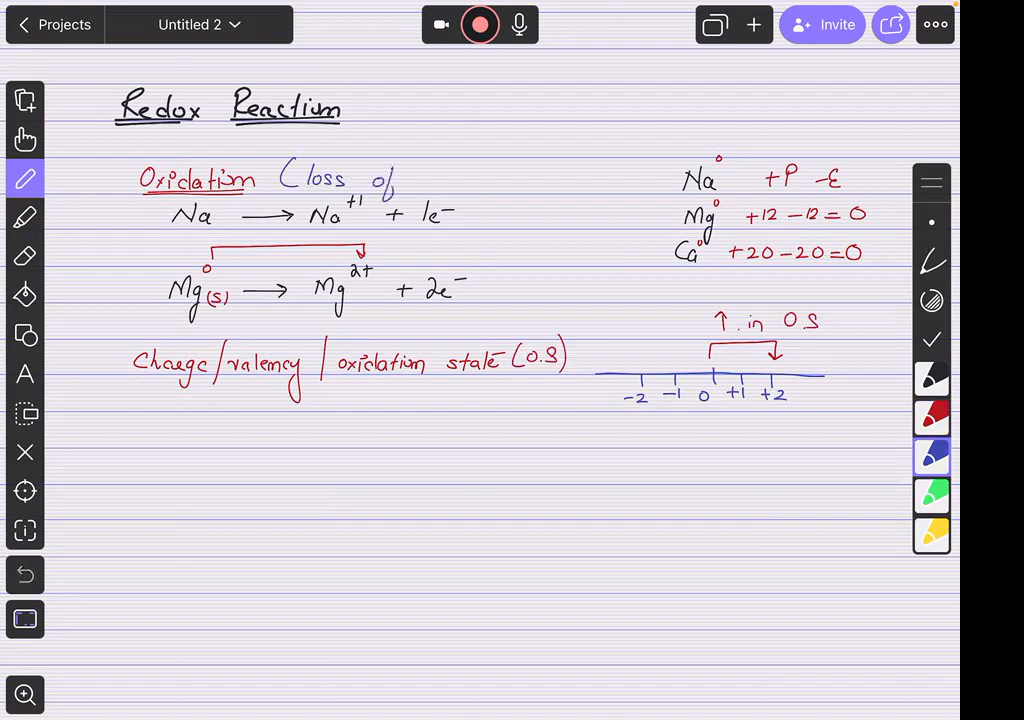 Projects
Untitled 2
Invite
Redox Reaction
Oxidation (loss of
Na ⟶ Na⁺¹ + 1e⁻
Mg⁰(s) ⟶ Mg²⁺ + 2e⁻
Charge/valency/oxidation state (O.S)
Na⁰ +P -E
Mg⁰ +12 -12 = 0
Ca⁰ +20 -20 = 0
↑ in O.S
-2 -1 0 +1 +2